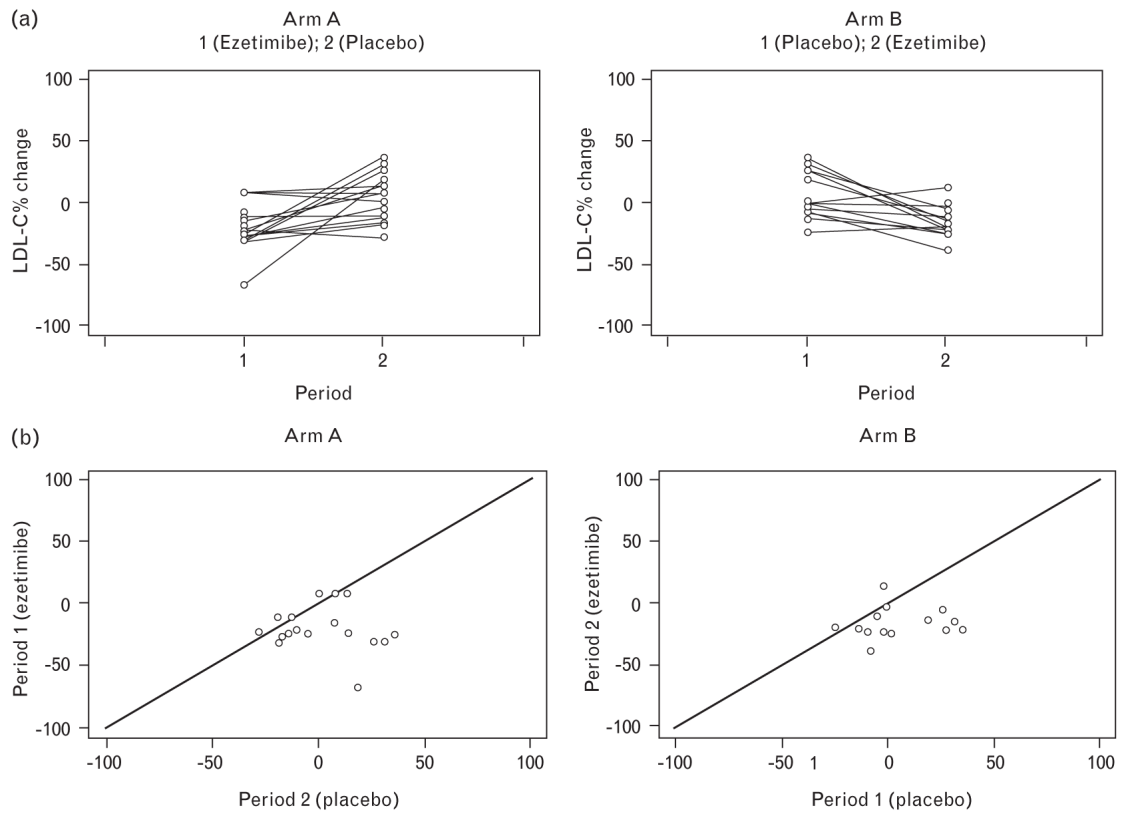 (a)
Arm A
1 (Ezetimibe); 2 (Placebo)
LDL-C% change
100
50
0
-50
-100
1
2
Period
Arm B
1 (Placebo); 2 (Ezetimibe)
LDL-C% change
100
50
0
-50
-100
1
2
Period
(b)
Arm A
Period 1 (ezetimibe)
100
50
0
-50
-100
-100
-50
0
50
100
Period 2 (placebo)
Arm B
Period 2 (ezetimibe)
100
50
0
-50
-100
-100
-50
1
0
50
100
Period 1 (placebo)